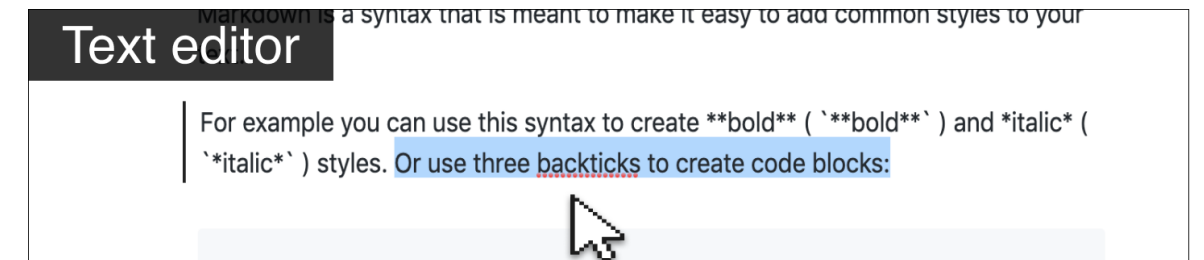 Markdown is a syntax that is meant to make it easy to add common styles to your
Text editor
For example you can use this syntax to create **bold** ( `**bold**` ) and *italic* (
`*italic*` ) styles. Or use three backticks to create code blocks: